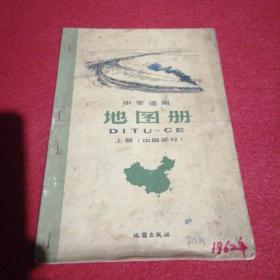 中学适用
地图册
DITU-CE
上册（中国部分）
地图出版社
1962年